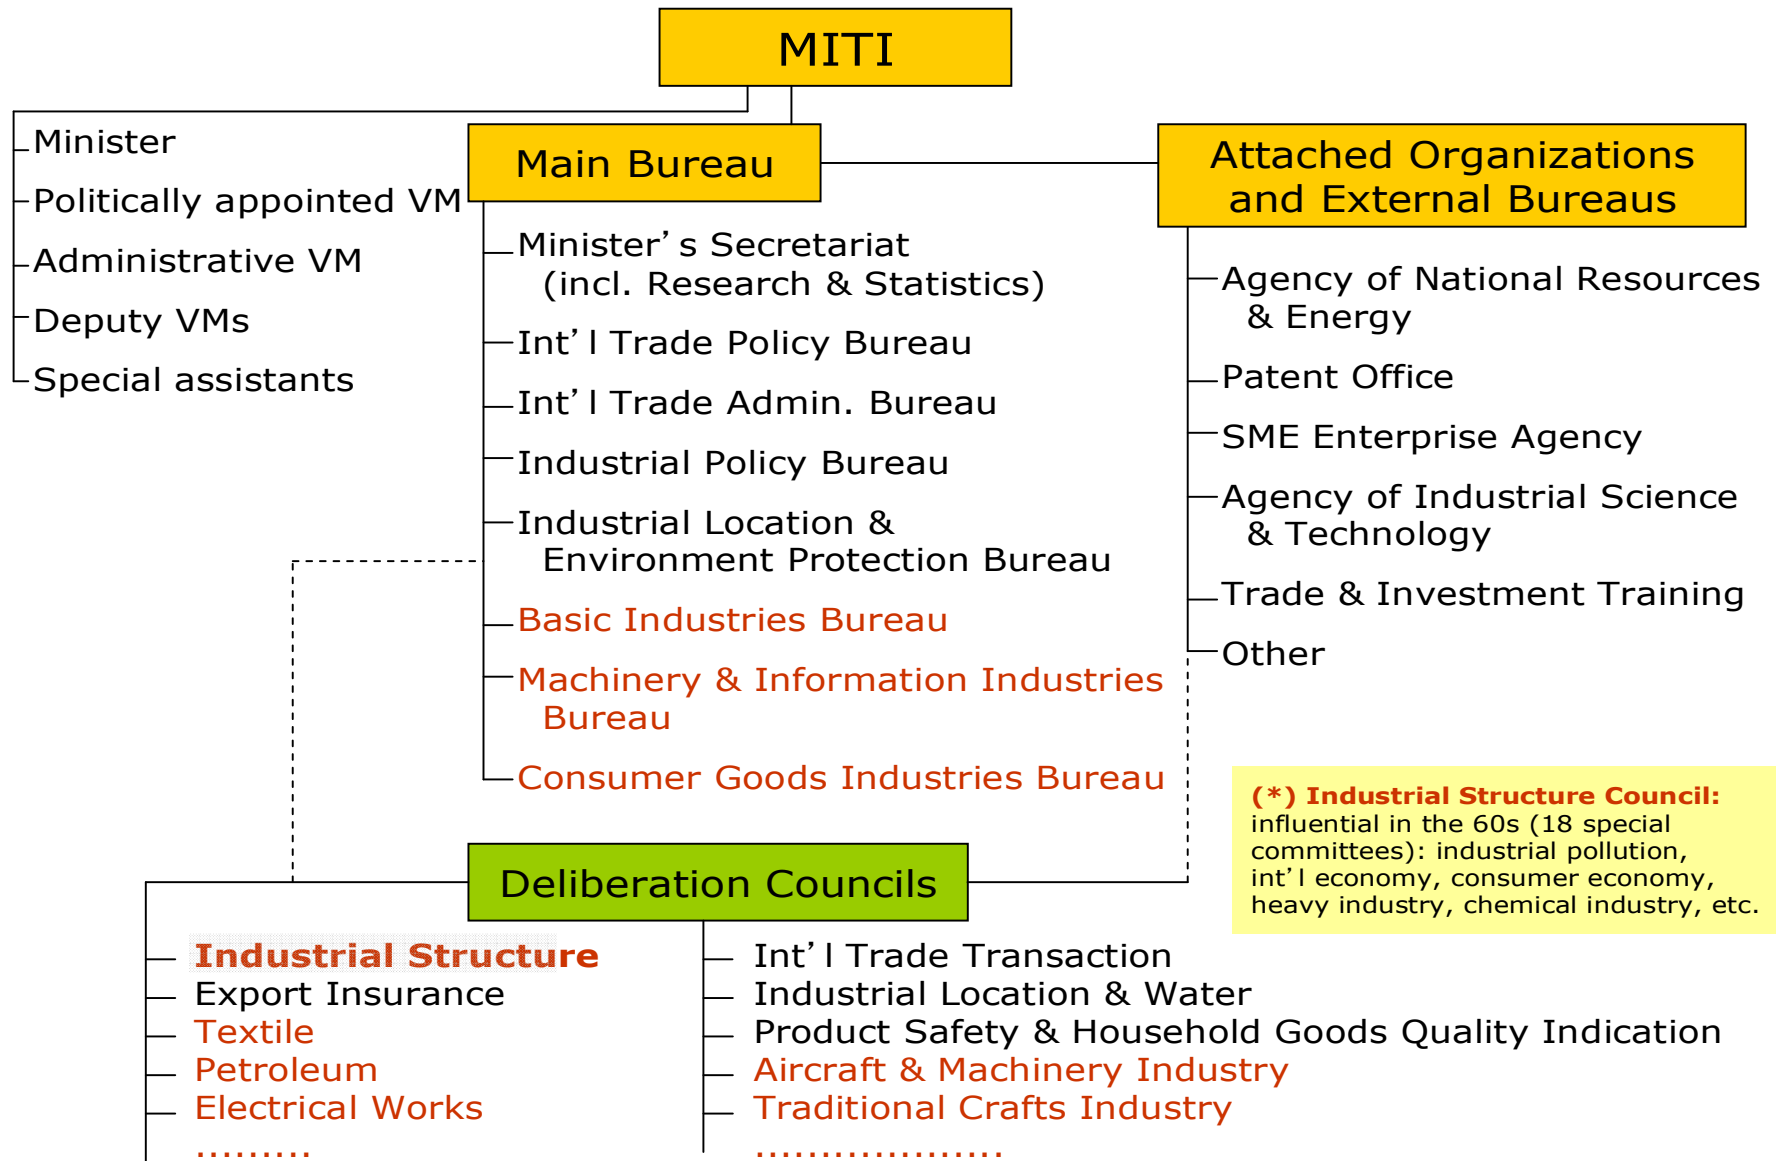 MITI
Minister
Politically appointed VM
Administrative VM
Deputy VMs
Special assistants
Main Bureau
Minister’s Secretariat
(incl. Research & Statistics)
Int’l Trade Policy Bureau
Int’l Trade Admin. Bureau
Industrial Policy Bureau
Industrial Location &
Environment Protection Bureau
Basic Industries Bureau
Machinery & Information Industries
Bureau
Consumer Goods Industries Bureau
Attached Organizations
and External Bureaus
Agency of National Resources
& Energy
Patent Office
SME Enterprise Agency
Agency of Industrial Science
& Technology
Trade & Investment Training
Other
(*) Industrial Structure Council:
influential in the 60s (18 special
committees): industrial pollution,
int’l economy, consumer economy,
heavy industry, chemical industry, etc.
Deliberation Councils
Industrial Structure
Export Insurance
Textile
Petroleum
Electrical Works
.........
Int’l Trade Transaction
Industrial Location & Water
Product Safety & Household Goods Quality Indication
Aircraft & Machinery Industry
Traditional Crafts Industry
...................